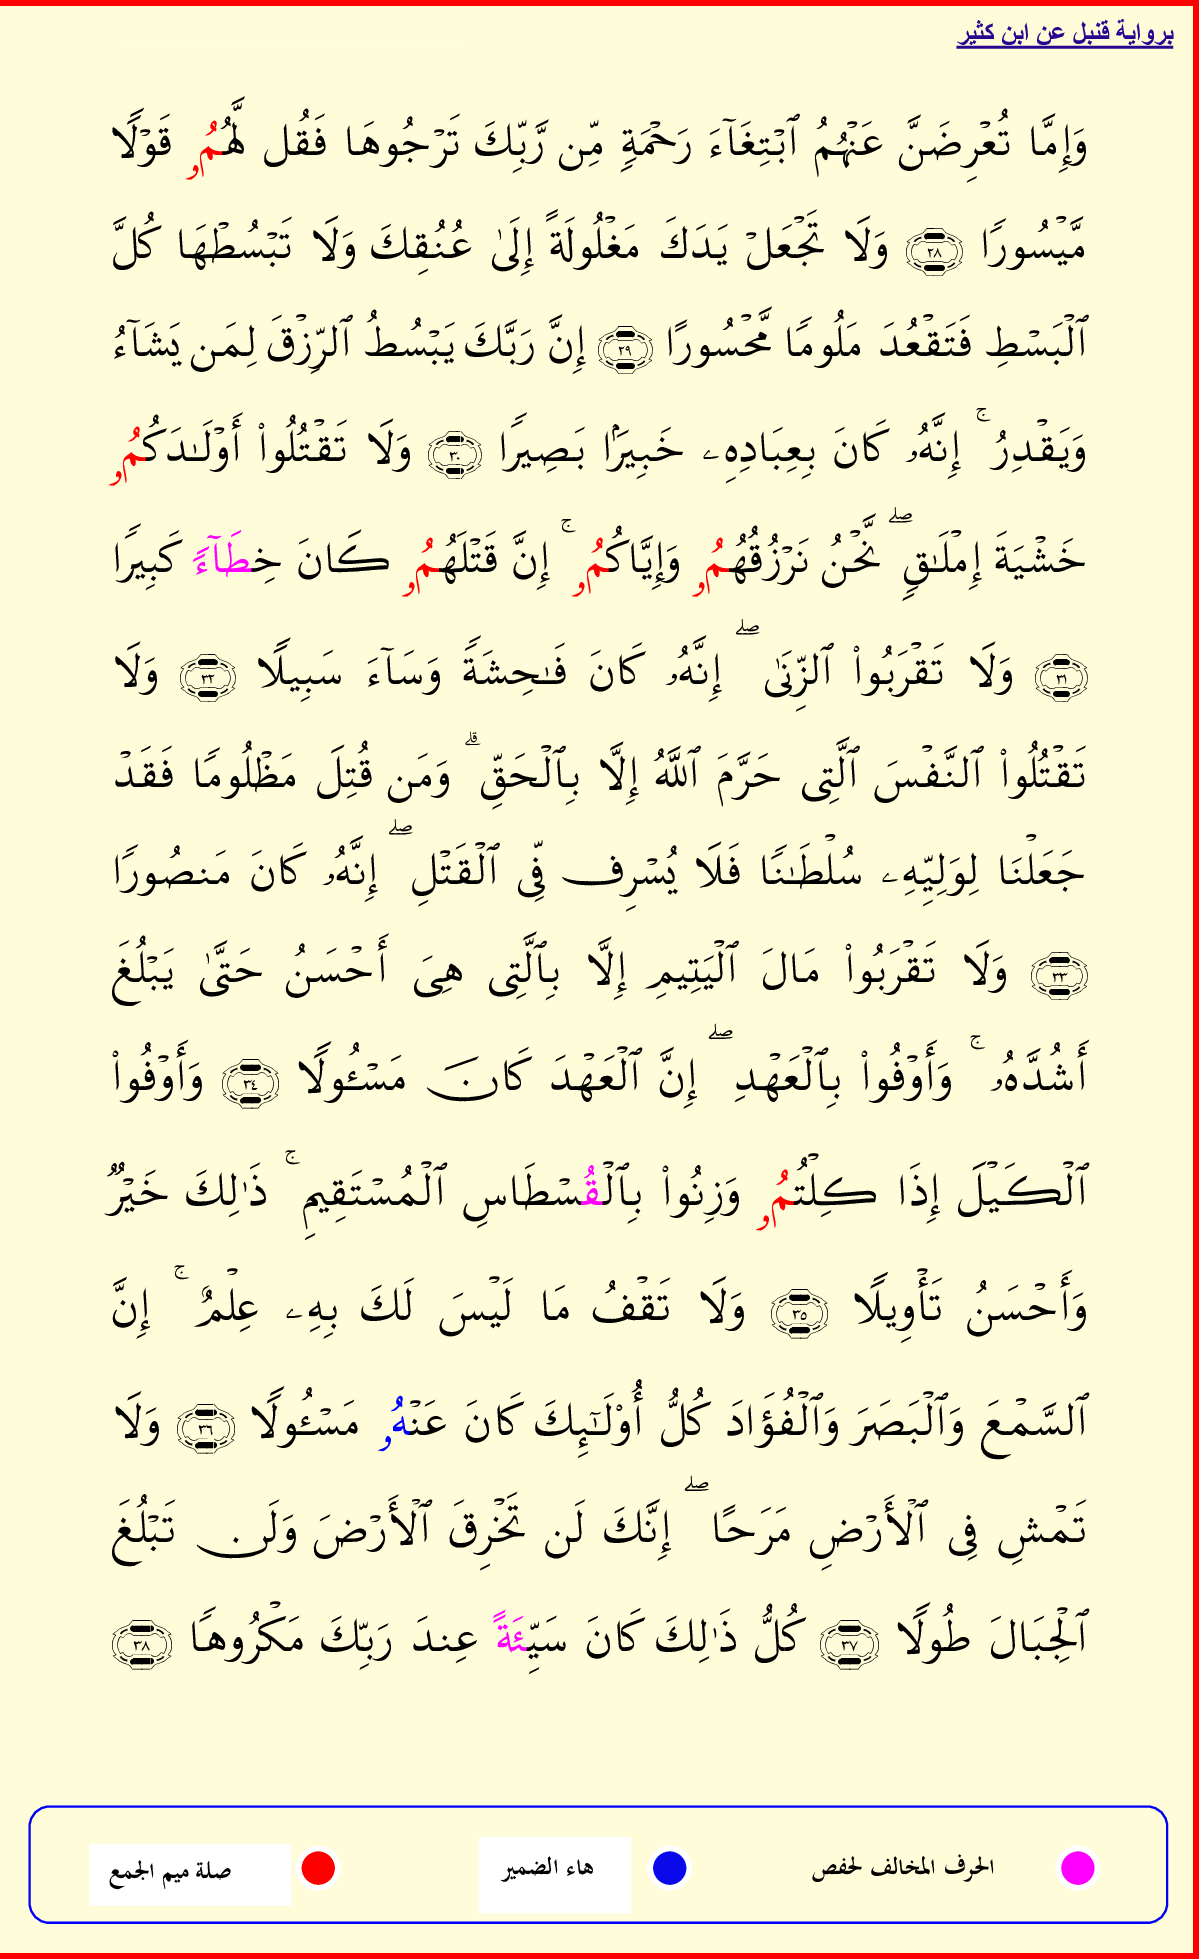 برواية قنبل عن ابن كثير
وَإِمَّا تُعْرِضَنَّ عَنْهُمُ ٱبْتِغَآءَ رَحْمَةٍ مِّن رَّبِّكَ تَرْجُوهَا فَقُل لَّهُمُۥ قَوْلًا
مَّيْسُورًا ٢٨ وَلَا تَجْعَلْ يَدَكَ مَغْلُولَةً إِلَىٰ عُنُقِكَ وَلَا تَبْسُطْهَا كُلَّ
ٱلْبَسْطِ فَتَقْعُدَ مَلُومًا مَّحْسُورًا ٢٩ إِنَّ رَبَّكَ يَبْسُطُ ٱلرِّزْقَ لِمَن يَشَآءُ
وَيَقْدِرُ ۚ إِنَّهُۥ كَانَ بِعِبَادِهِۦ خَبِيرًۢا بَصِيرًا ٣٠ وَلَا تَقْتُلُوا۟ أَوْلَـٰدَكُمُۥ
خَشْيَةَ إِمْلَـٰقٍ ۖ نَّحْنُ نَرْزُقُهُمُۥ وَإِيَّاكُمُۥ ۚ إِنَّ قَتْلَهُمُۥ كَانَ خِطَآءً كَبِيرًا
٣١ وَلَا تَقْرَبُوا۟ ٱلزِّنَىٰ ۖ إِنَّهُۥ كَانَ فَـٰحِشَةً وَسَآءَ سَبِيلًا ٣٢ وَلَا
تَقْتُلُوا۟ ٱلنَّفْسَ ٱلَّتِى حَرَّمَ ٱللَّهُ إِلَّا بِٱلْحَقِّ ۗ وَمَن قُتِلَ مَظْلُومًا فَقَدْ
جَعَلْنَا لِوَلِيِّهِۦ سُلْطَـٰنًا فَلَا يُسْرِف فِّى ٱلْقَتْلِ ۖ إِنَّهُۥ كَانَ مَنصُورًا
٣٣ وَلَا تَقْرَبُوا۟ مَالَ ٱلْيَتِيمِ إِلَّا بِٱلَّتِى هِىَ أَحْسَنُ حَتَّىٰ يَبْلُغَ
أَشُدَّهُۥ ۚ وَأَوْفُوا۟ بِٱلْعَهْدِ ۖ إِنَّ ٱلْعَهْدَ كَانَ مَسْـُٔولًا ٣٤ وَأَوْفُوا۟
ٱلْكَيْلَ إِذَا كِلْتُمُۥ وَزِنُوا۟ بِٱلْقُسْطَاسِ ٱلْمُسْتَقِيمِ ۚ ذَٰلِكَ خَيْرٌ
وَأَحْسَنُ تَأْوِيلًا ٣٥ وَلَا تَقْفُ مَا لَيْسَ لَكَ بِهِۦ عِلْمٌ ۚ إِنَّ
ٱلسَّمْعَ وَٱلْبَصَرَ وَٱلْفُؤَادَ كُلُّ أُو۟لَـٰٓئِكَ كَانَ عَنْهُۥ مَسْـُٔولًا ٣٦ وَلَا
تَمْشِ فِى ٱلْأَرْضِ مَرَحًا ۖ إِنَّكَ لَن تَخْرِقَ ٱلْأَرْضَ وَلَن تَبْلُغَ
ٱلْجِبَالَ طُولًا ٣٧ كُلُّ ذَٰلِكَ كَانَ سَيِّئَةً عِندَ رَبِّكَ مَكْرُوهًا ٣٨
الحرف المخالف لحفص
هاء الضمير
صلة ميم الجمع